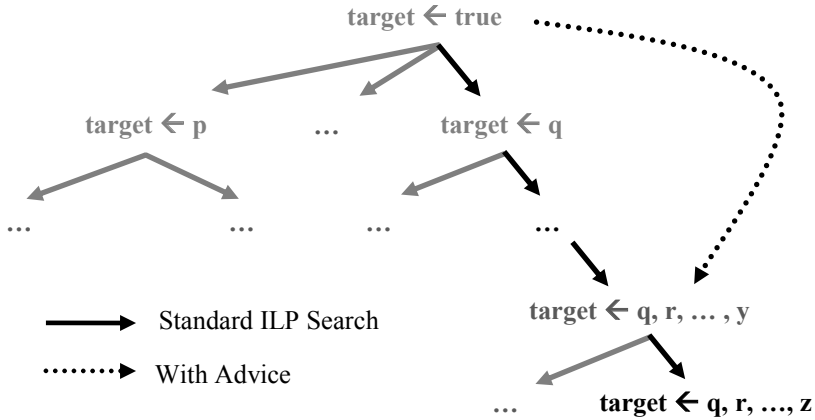 target ← true
target ← p
...
target ← q
...
...
...
...
target ← q, r, ... , y
Standard ILP Search
With Advice
...
target ← q, r, ..., z